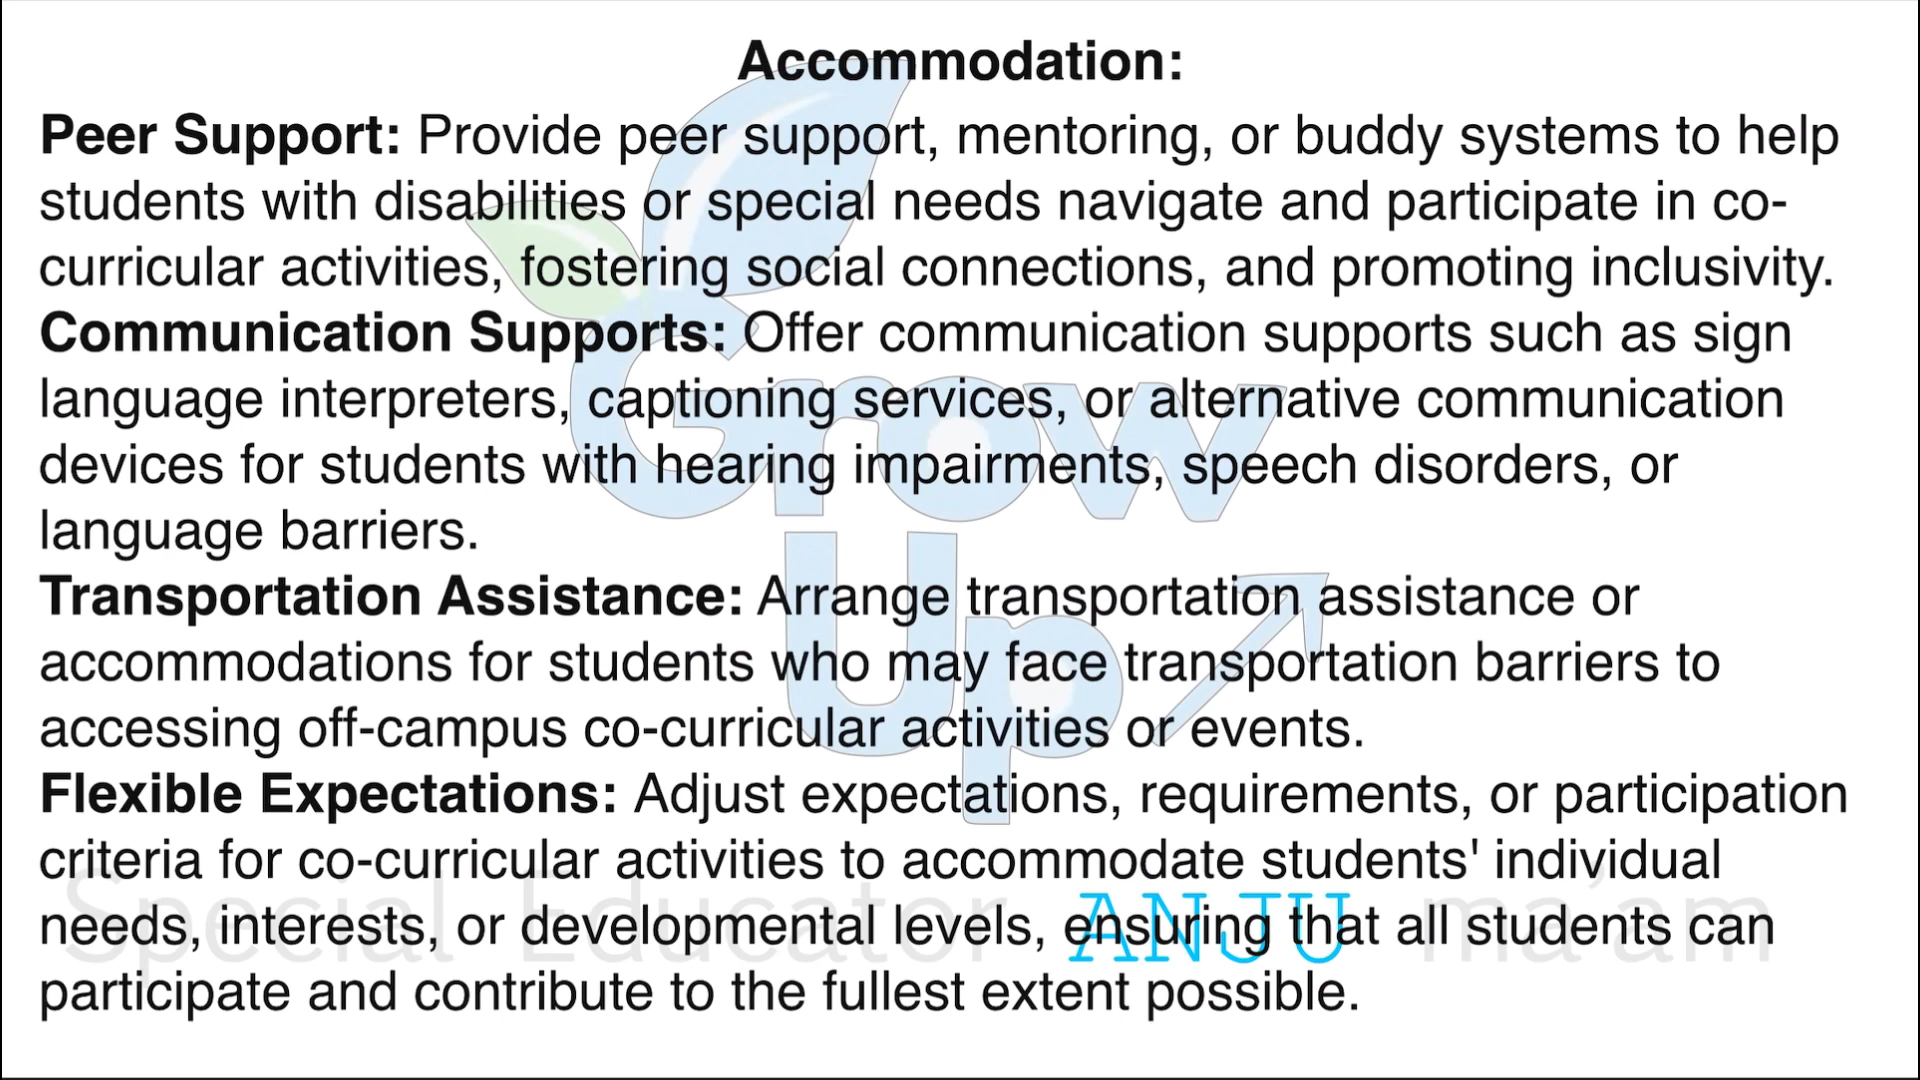 Accommodation:
Peer Support: Provide peer support, mentoring, or buddy systems to help
students with disabilities or special needs navigate and participate in co-
curricular activities, fostering social connections, and promoting inclusivity.
Communication Supports: Offer communication supports such as sign
language interpreters, captioning services, or alternative communication
devices for students with hearing impairments, speech disorders, or
language barriers.
Transportation Assistance: Arrange transportation assistance or
accommodations for students who may face transportation barriers to
accessing off-campus co-curricular activities or events.
Flexible Expectations: Adjust expectations, requirements, or participation
criteria for co-curricular activities to accommodate students' individual
needs, interests, or developmental levels, ensuring that all students can
participate and contribute to the fullest extent possible.
Grow
Up
Special Educator ANJU ma'am